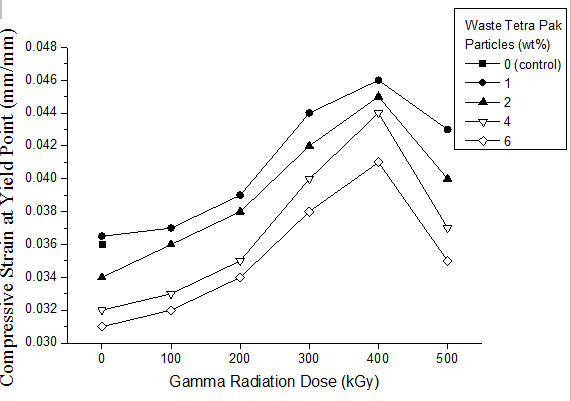 Waste Tetra Pak
Particles (wt%)
0 (control)
1
2
4
6
Compressive Strain at Yield Point (mm/mm)
0.048
0.046
0.044
0.042
0.040
0.038
0.036
0.034
0.032
0.030
0 100 200 300 400 500
Gamma Radiation Dose (kGy)